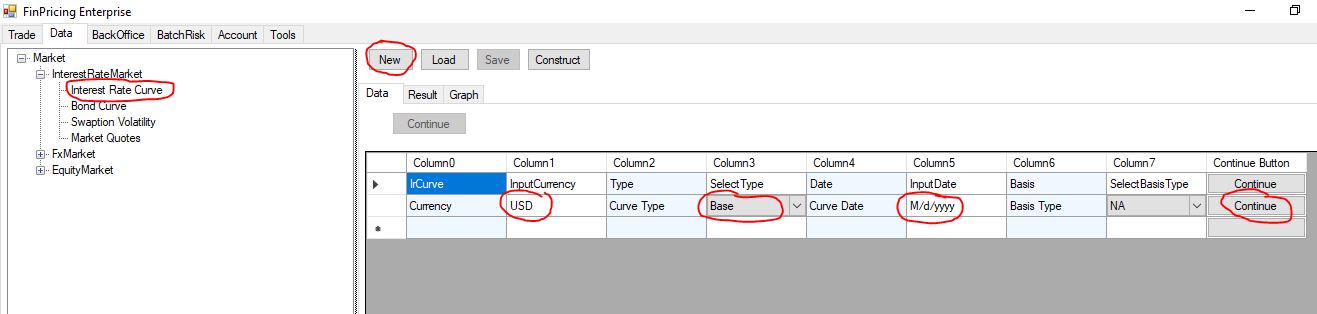 FinPricing Enterprise
Trade Data BackOffice BatchRisk Account Tools
Market
InterestRateMarket
Interest Rate Curve
Bond Curve
Swaption Volatility
Market Quotes
FxMarket
EquityMarket
New Load Save Construct
Data Result Graph
Continue
Column0 Column1 Column2 Column3 Column4 Column5 Column6 Column7 Continue Button
IrCurve InputCurrency Type SelectType Date InputDate Basis SelectBasisType Continue
Currency USD Curve Type Base Curve Date M/d/yyyy Basis Type NA Continue